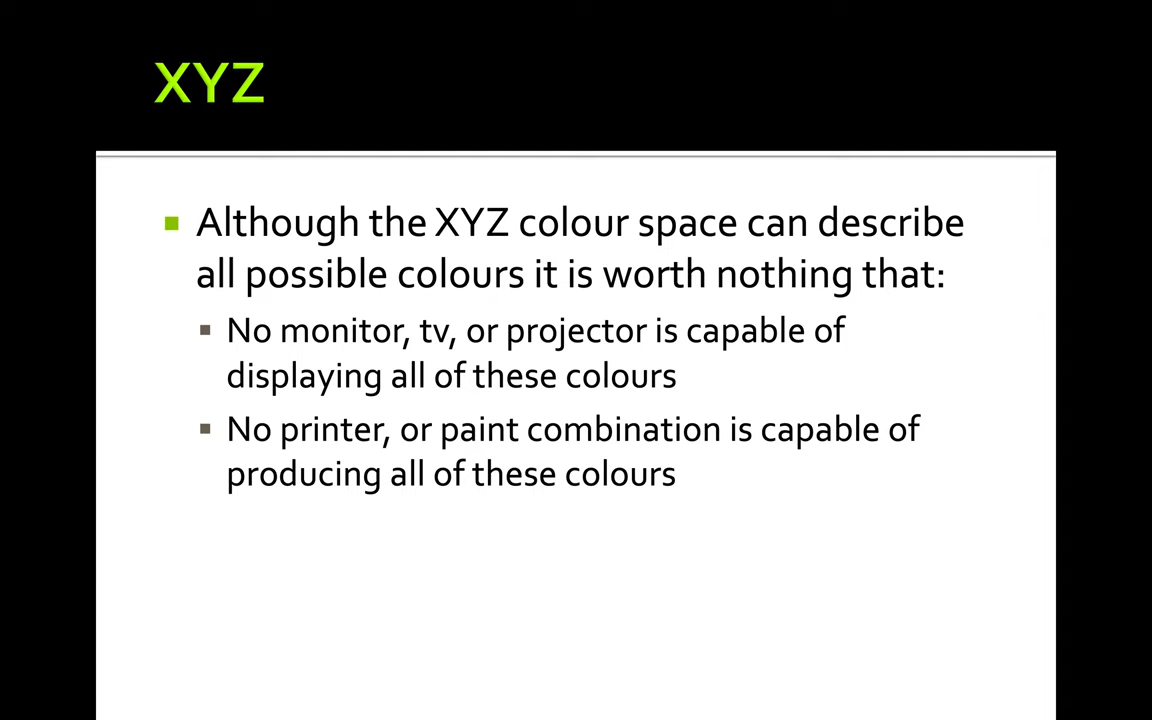 XYZ
Although the XYZ colour space can describe
all possible colours it is worth nothing that:
No monitor, tv, or projector is capable of
displaying all of these colours
No printer, or paint combination is capable of
producing all of these colours